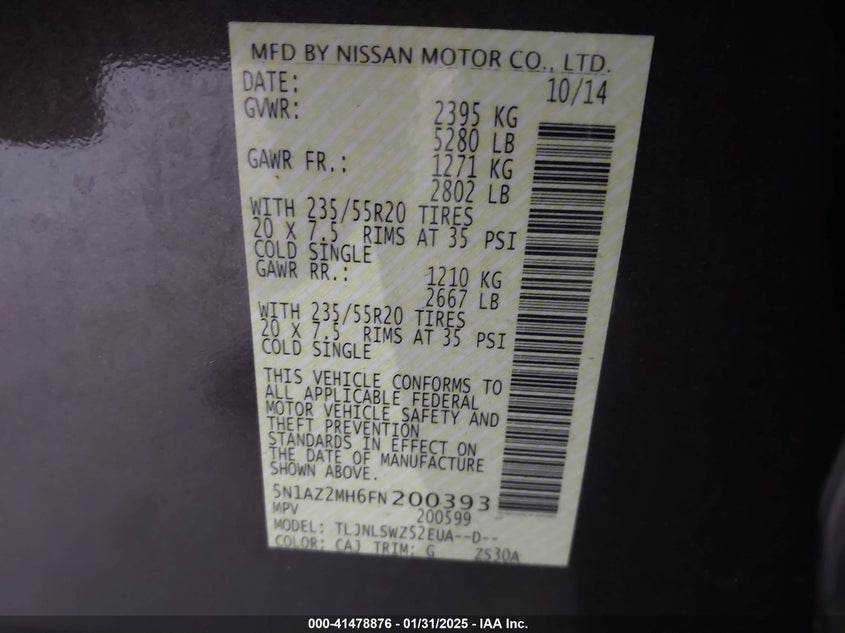 MFD BY NISSAN MOTOR CO., LTD.
DATE: 10/14
GVWR: 2395 KG
5280 LB
GAWR FR.: 1271 KG
2802 LB
WITH 235/55R20 TIRES
20 X 7.5 RIMS AT 35 PSI
COLD SINGLE
GAWR RR.: 1210 KG
2667 LB
WITH 235/55R20 TIRES
20 X 7.5 RIMS AT 35 PSI
COLD SINGLE
THIS VEHICLE CONFORMS TO
ALL APPLICABLE FEDERAL
MOTOR VEHICLE SAFETY AND
THEFT PREVENTION
STANDARDS IN EFFECT ON
THE DATE OF MANUFACTURE
SHOWN ABOVE.
5N1AZ2MH6FN200393
MPV 200599
MODEL: TLJNLSWZ52EUA--D--
COLOR: CAJ TRIM: G ZS30A
000-41478876 - 01/31/2025 - IAA Inc.